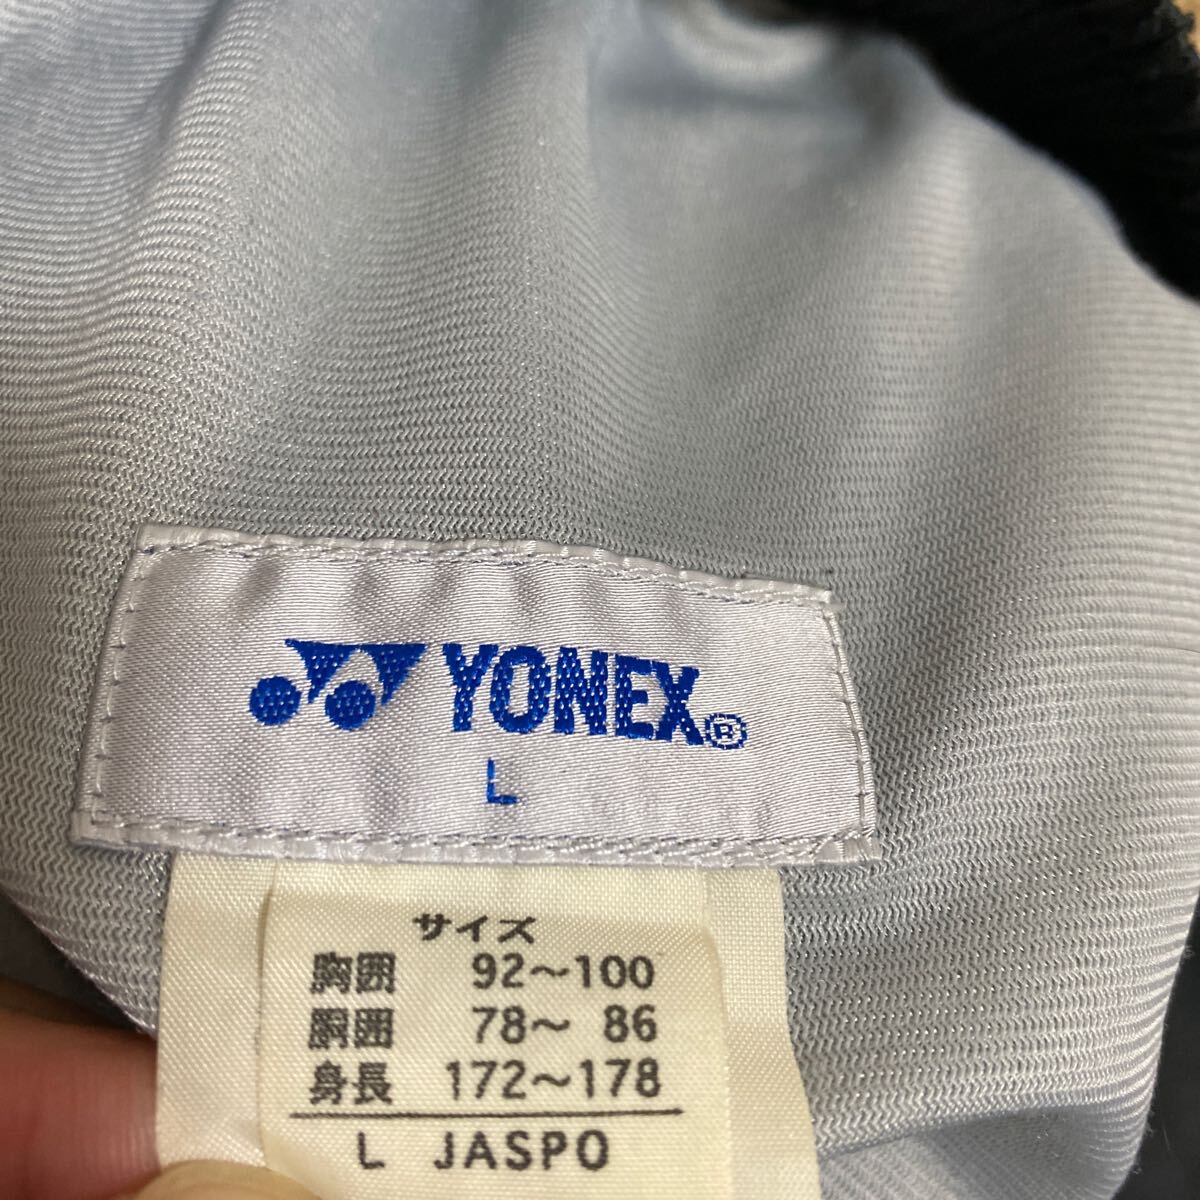 YONEX®
L
サイズ
胸囲 92〜100
胴囲 78〜 86
身長 172〜178
L JASPO